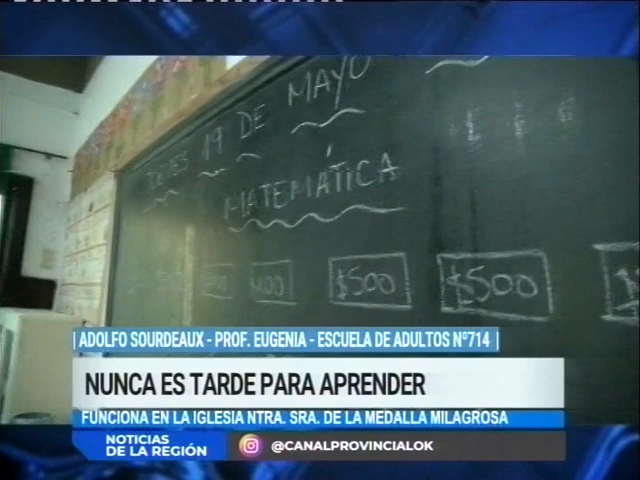 19 DE MAYO
MATEMÁTICA
$500 $500
| ADOLFO SOURDEAUX - PROF. EUGENIA - ESCUELA DE ADULTOS N°714 |
NUNCA ES TARDE PARA APRENDER
FUNCIONA EN LA IGLESIA NTRA. SRA. DE LA MEDALLA MILAGROSA
NOTICIAS
DE LA REGIÓN
@CANALPROVINCIALOK